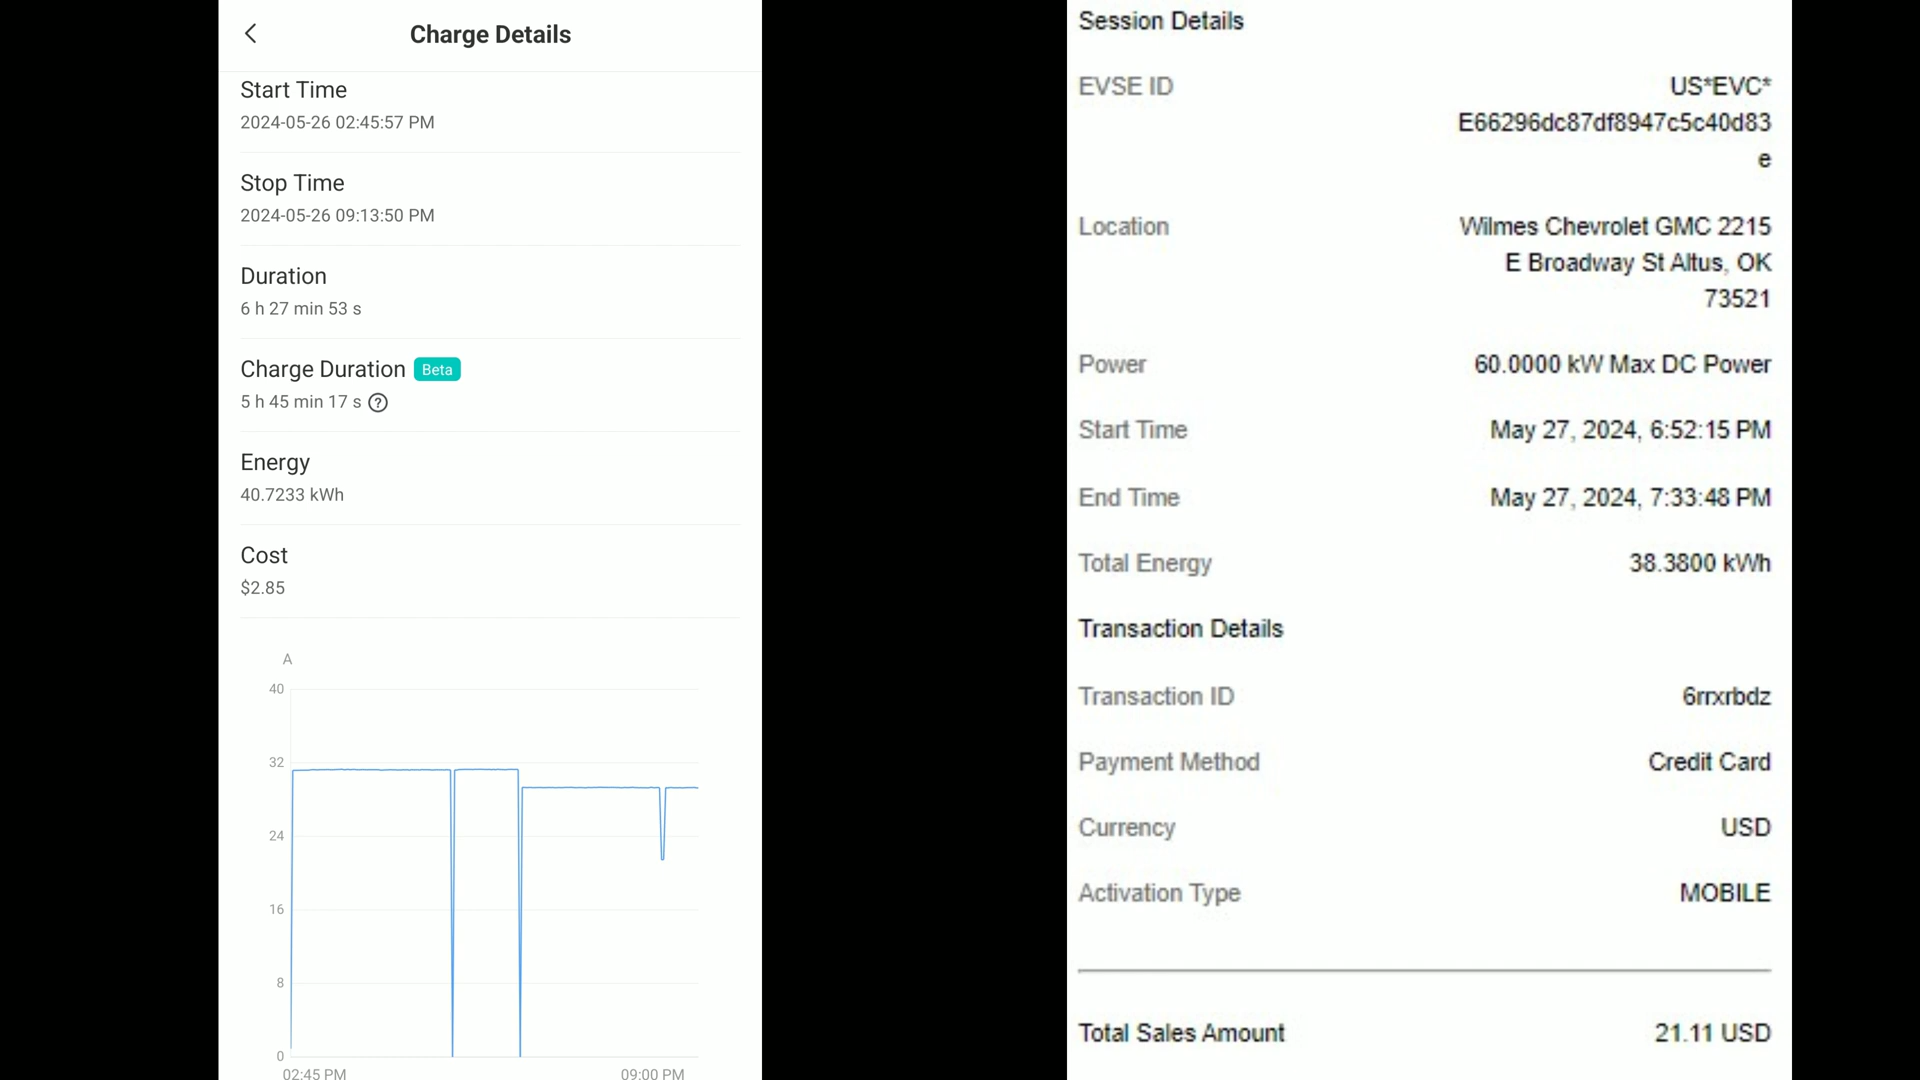 Charge Details
Start Time
2024-05-26 02:45:57 PM
Stop Time
2024-05-26 09:13:50 PM
Duration
6 h 27 min 53 s
Charge Duration Beta
5 h 45 min 17 s ?
Energy
40.7233 kWh
Cost
$2.85
A
40
32
24
16
8
0
02:45 PM 09:00 PM
Session Details
EVSE ID US*EVC*
E66296dc87df8947c5c40d83
e
Location Wilmes Chevrolet GMC 2215
E Broadway St Altus, OK
73521
Power 60.0000 kW Max DC Power
Start Time May 27, 2024, 6:52:15 PM
End Time May 27, 2024, 7:33:48 PM
Total Energy 38.3800 kWh
Transaction Details
Transaction ID 6rrxrbdz
Payment Method Credit Card
Currency USD
Activation Type MOBILE
Total Sales Amount 21.11 USD